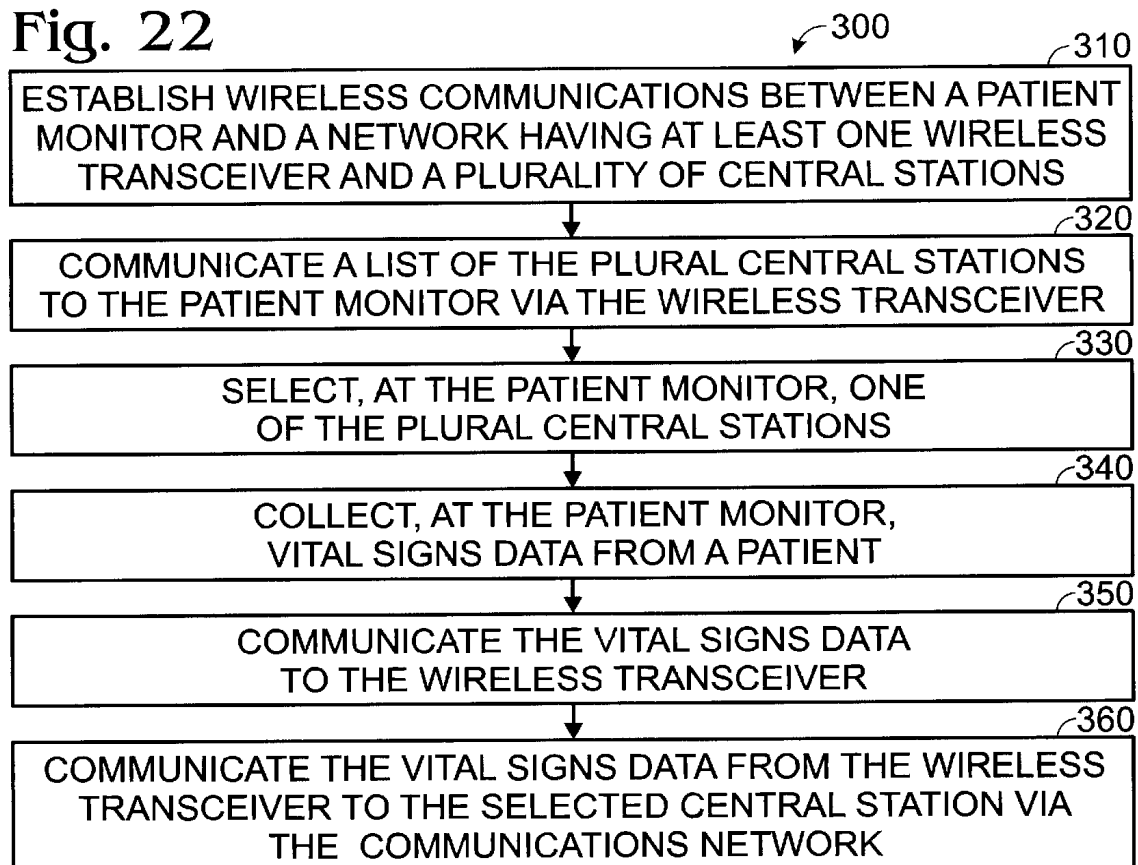 Fig. 22
300
310
ESTABLISH WIRELESS COMMUNICATIONS BETWEEN A PATIENT
MONITOR AND A NETWORK HAVING AT LEAST ONE WIRELESS
TRANSCEIVER AND A PLURALITY OF CENTRAL STATIONS
320
COMMUNICATE A LIST OF THE PLURAL CENTRAL STATIONS
TO THE PATIENT MONITOR VIA THE WIRELESS TRANSCEIVER
330
SELECT, AT THE PATIENT MONITOR, ONE
OF THE PLURAL CENTRAL STATIONS
340
COLLECT, AT THE PATIENT MONITOR,
VITAL SIGNS DATA FROM A PATIENT
350
COMMUNICATE THE VITAL SIGNS DATA
TO THE WIRELESS TRANSCEIVER
360
COMMUNICATE THE VITAL SIGNS DATA FROM THE WIRELESS
TRANSCEIVER TO THE SELECTED CENTRAL STATION VIA
THE COMMUNICATIONS NETWORK